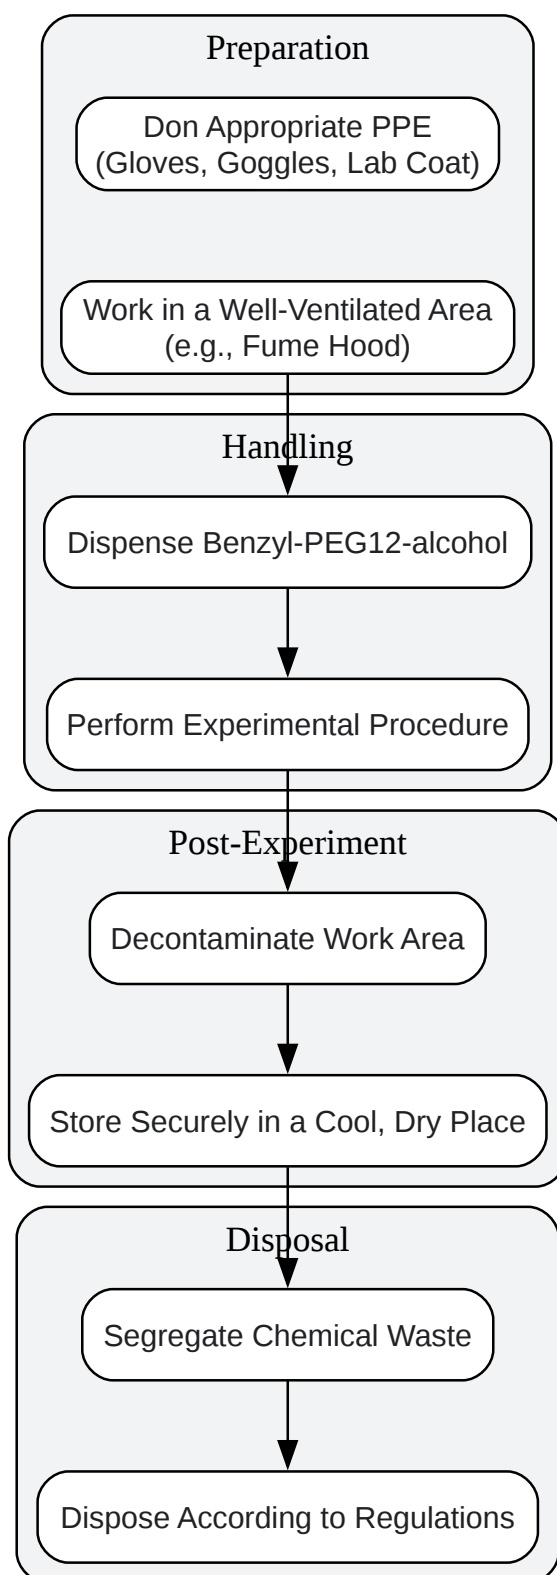 Preparation
Don Appropriate PPE
(Gloves, Goggles, Lab Coat)
Work in a Well-Ventilated Area
(e.g., Fume Hood)
Handling
Dispense Benzyl-PEG12-alcohol
Perform Experimental Procedure
Post-Experiment
Decontaminate Work Area
Store Securely in a Cool, Dry Place
Disposal
Segregate Chemical Waste
Dispose According to Regulations